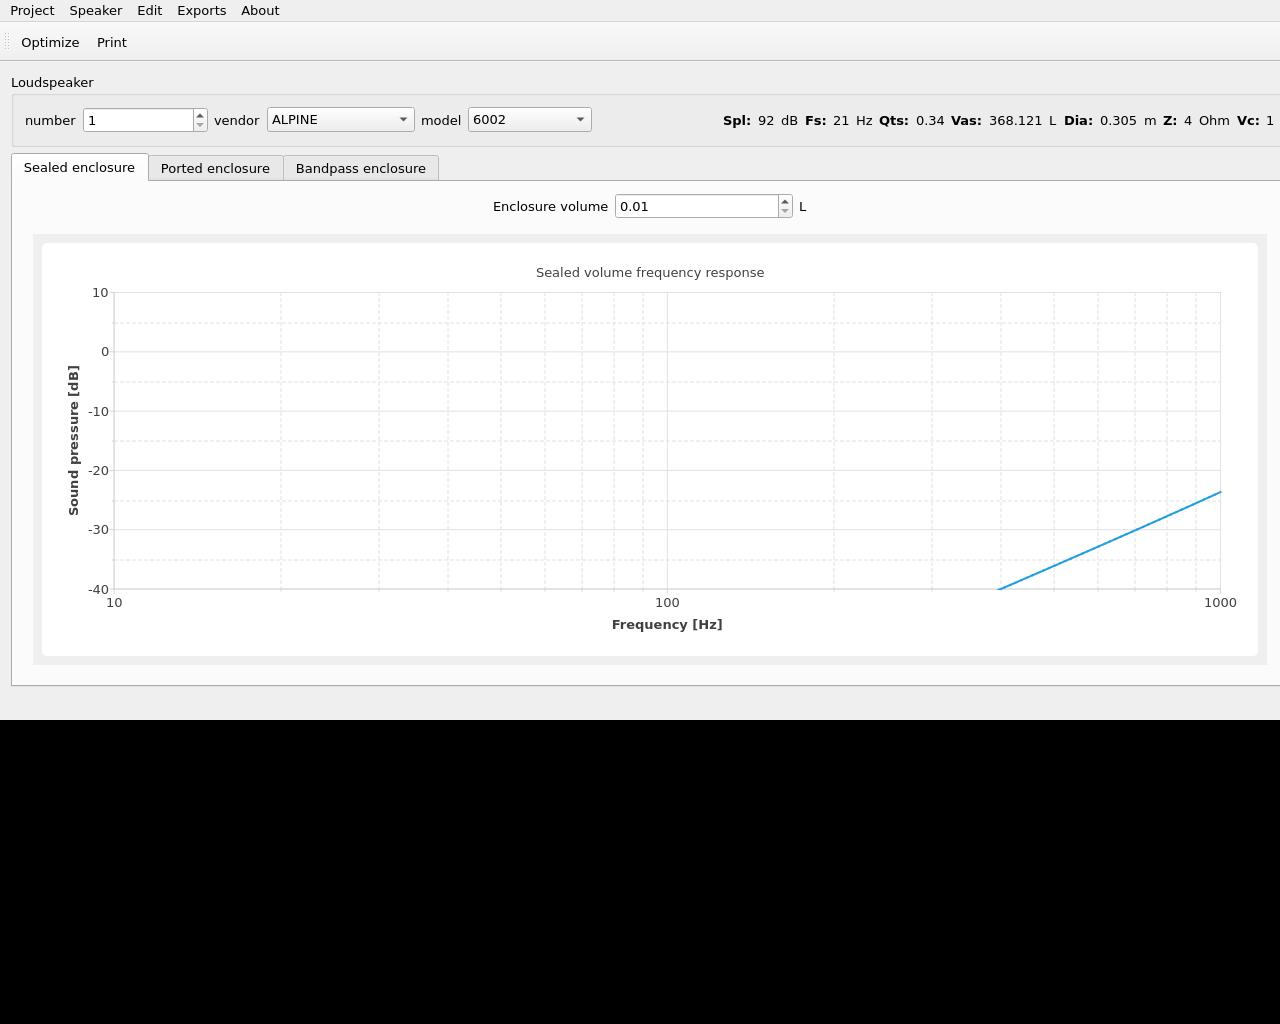 Project Speaker Edit Exports About
Optimize Print
Loudspeaker
number 1 vendor ALPINE model 6002 Spl: 92 dB Fs: 21 Hz Qts: 0.34 Vas: 368.121 L Dia: 0.305 m Z: 4 Ohm Vc: 1
Sealed enclosure Ported enclosure Bandpass enclosure
Enclosure volume 0.01 L
Sealed volume frequency response
10
0
-10
-20
-30
-40
Sound pressure [dB]
10 100 1000
Frequency [Hz]